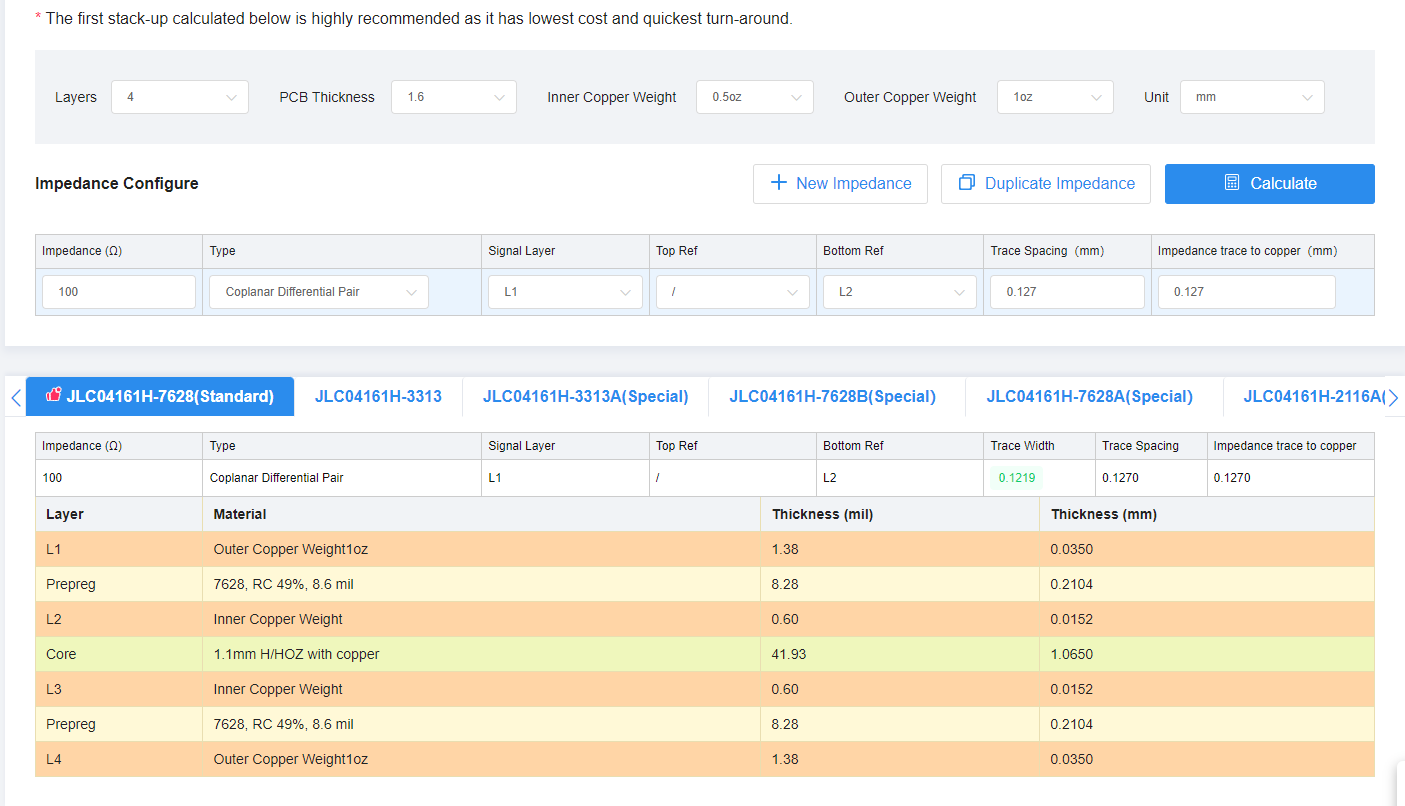 * The first stack-up calculated below is highly recommended as it has lowest cost and quickest turn-around.
Layers 4 PCB Thickness 1.6 Inner Copper Weight 0.5oz Outer Copper Weight 1oz Unit mm
Impedance Configure New Impedance Duplicate Impedance Calculate
Impedance (Ω) Type Signal Layer Top Ref Bottom Ref Trace Spacing (mm) Impedance trace to copper (mm)
100 Coplanar Differential Pair L1 / L2 0.127 0.127
JLC04161H-7628(Standard) JLC04161H-3313 JLC04161H-3313A(Special) JLC04161H-7628B(Special) JLC04161H-7628A(Special) JLC04161H-2116A(
Impedance (Ω) Type Signal Layer Top Ref Bottom Ref Trace Width Trace Spacing Impedance trace to copper
100 Coplanar Differential Pair L1 / L2 0.1219 0.1270 0.1270
Layer Material Thickness (mil) Thickness (mm)
L1 Outer Copper Weight1oz 1.38 0.0350
Prepreg 7628, RC 49%, 8.6 mil 8.28 0.2104
L2 Inner Copper Weight 0.60 0.0152
Core 1.1mm H/HOZ with copper 41.93 1.0650
L3 Inner Copper Weight 0.60 0.0152
Prepreg 7628, RC 49%, 8.6 mil 8.28 0.2104
L4 Outer Copper Weight1oz 1.38 0.0350